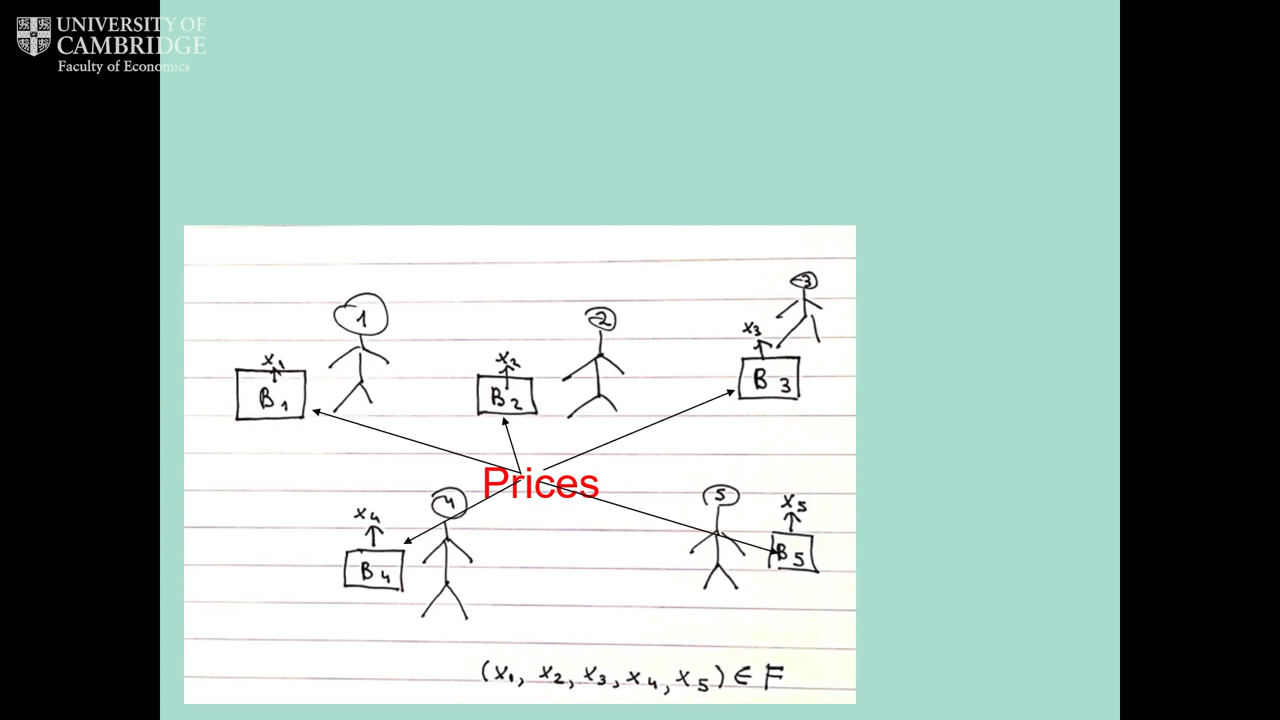 UNIVERSITY OF
CAMBRIDGE
Faculty of Economics
1
2
3
x₁
x₂
x₃
B₁
B₂
B₃
Prices
4
5
x₄
x₅
B₄
B₅
(x₁, x₂, x₃, x₄, x₅) ∈ F